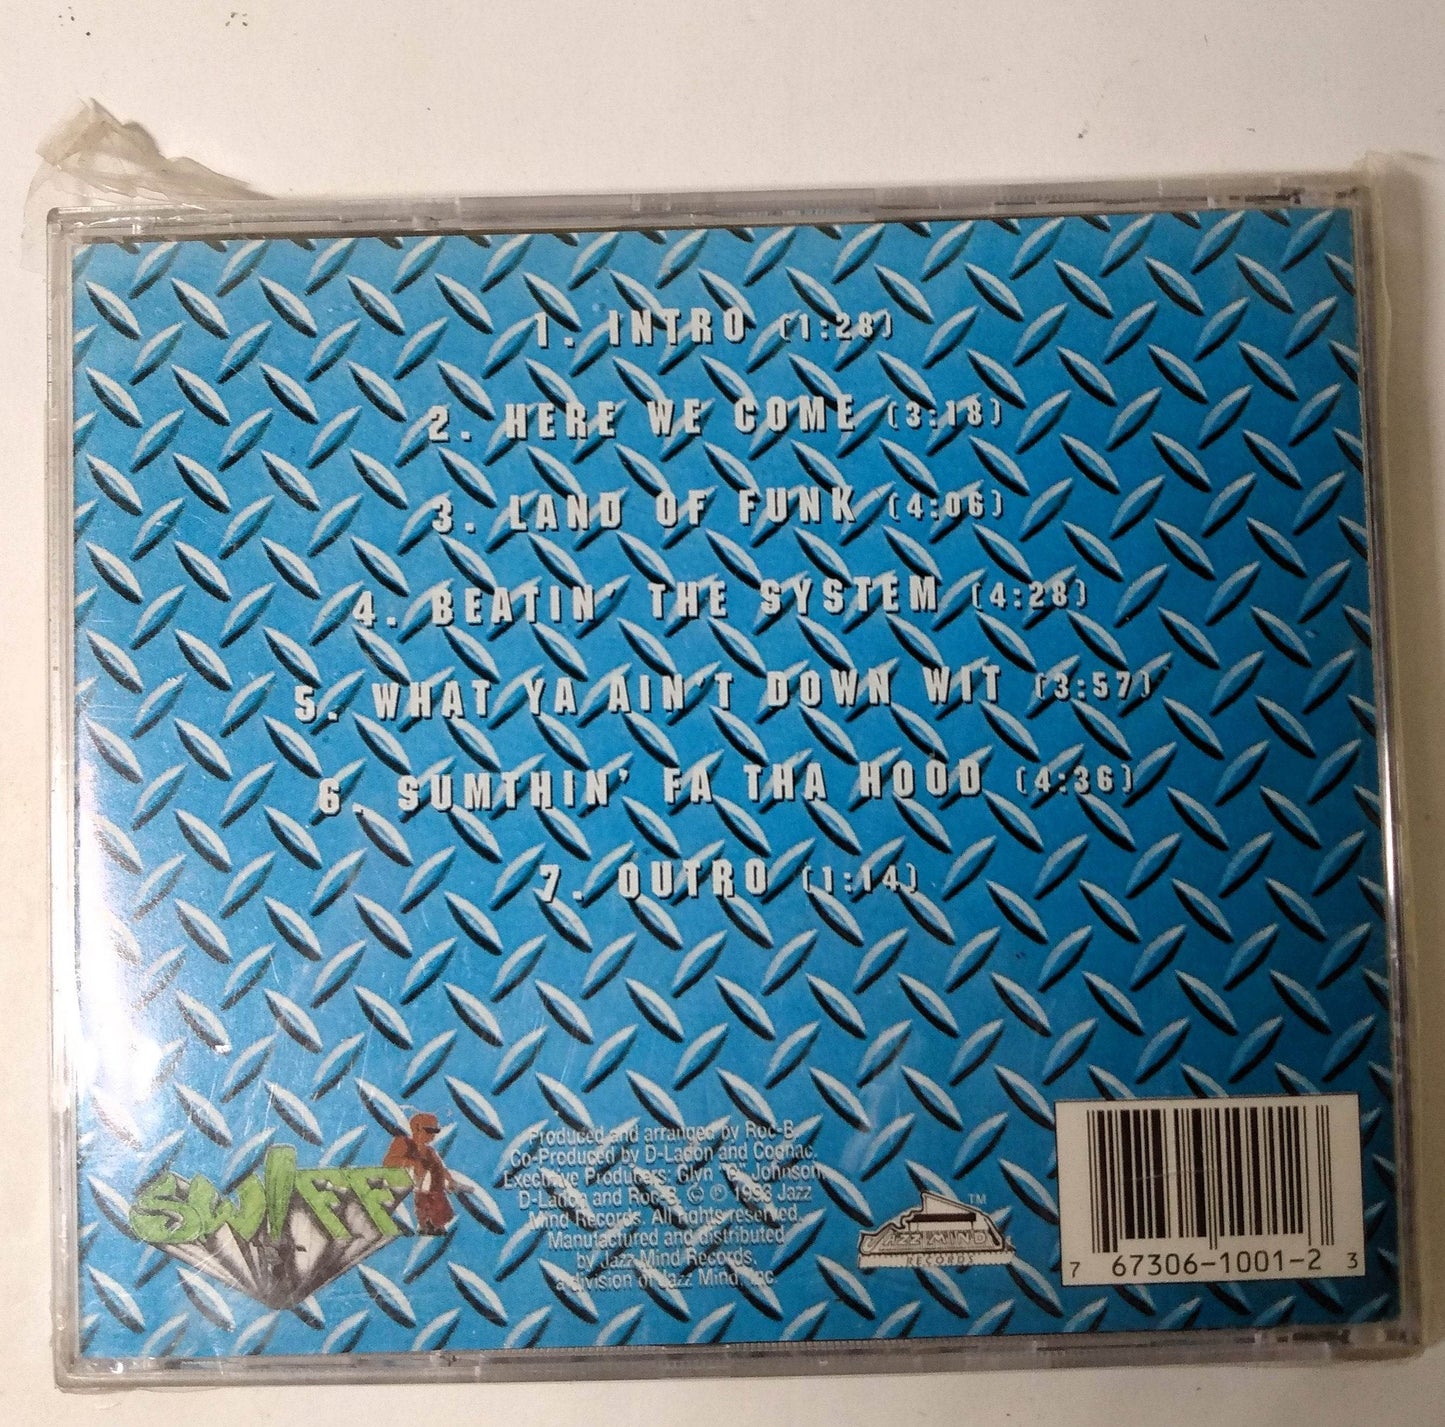 1. INTRO (1:28)
2. HERE WE COME (3:18)
3. LAND OF FUNK (4:06)
4. BEATIN' THE SYSTEM (4:28)
5. WHAT YA AIN'T DOWN WIT (3:57)
6. SUMTHIN' FA THA HOOD (4:36)
7. OUTRO (1:14)
SWIFF
Produced and arranged by Roc-B.
Co-Produced by D-Ladon and Cognac.
Executive Producers: Glyn "G" Johnson,
D-Ladon and Roc-B. © ℗ 1993 Jazz
Mind Records. All rights reserved.
Manufactured and distributed
by Jazz Mind Records,
a division of Jazz Mind, Inc.
JAZZ MIND TM
RECORDS
7 67306-1001-2 3